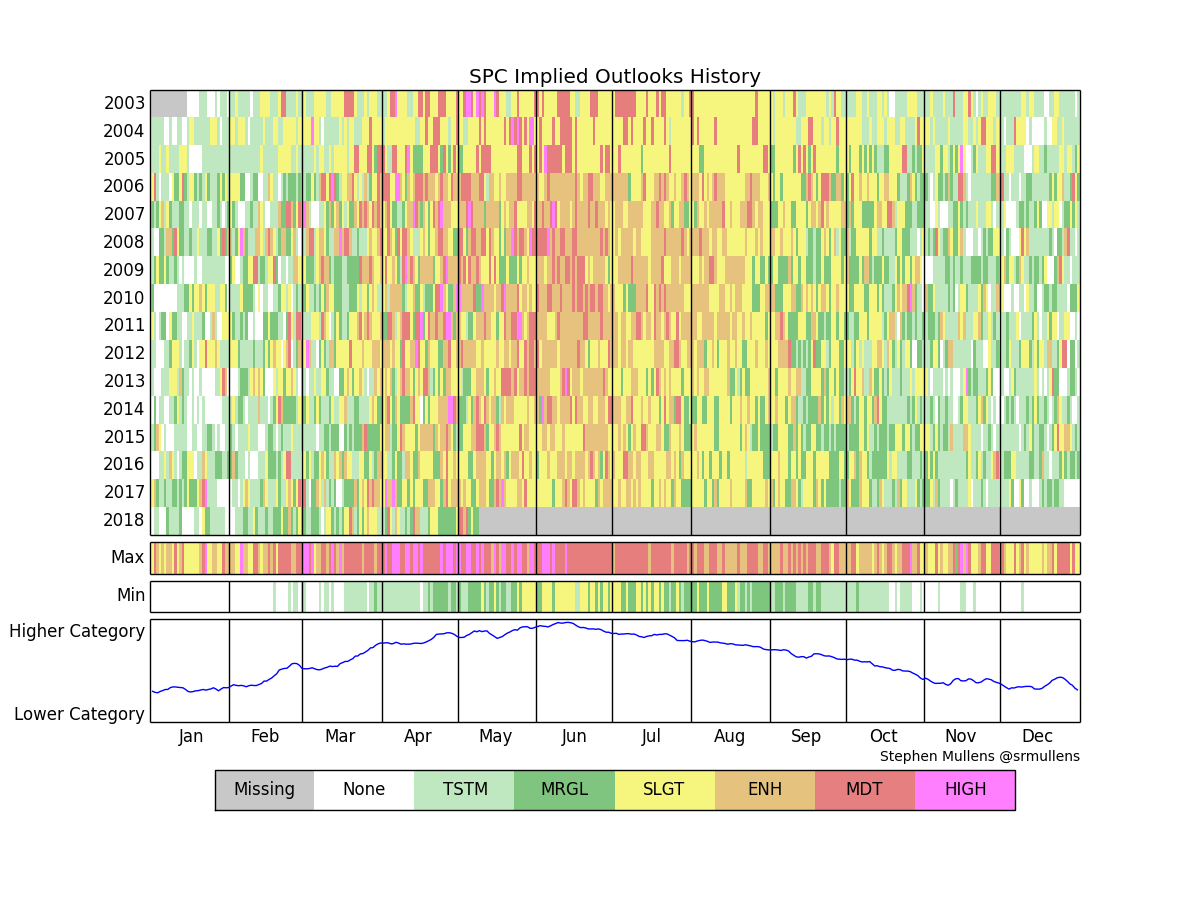 SPC Implied Outlooks History
2003
2004
2005
2006
2007
2008
2009
2010
2011
2012
2013
2014
2015
2016
2017
2018
Max
Min
Higher Category
Lower Category
Jan Feb Mar Apr May Jun Jul Aug Sep Oct Nov Dec
Stephen Mullens @srmullens
Missing None TSTM MRGL SLGT ENH MDT HIGH